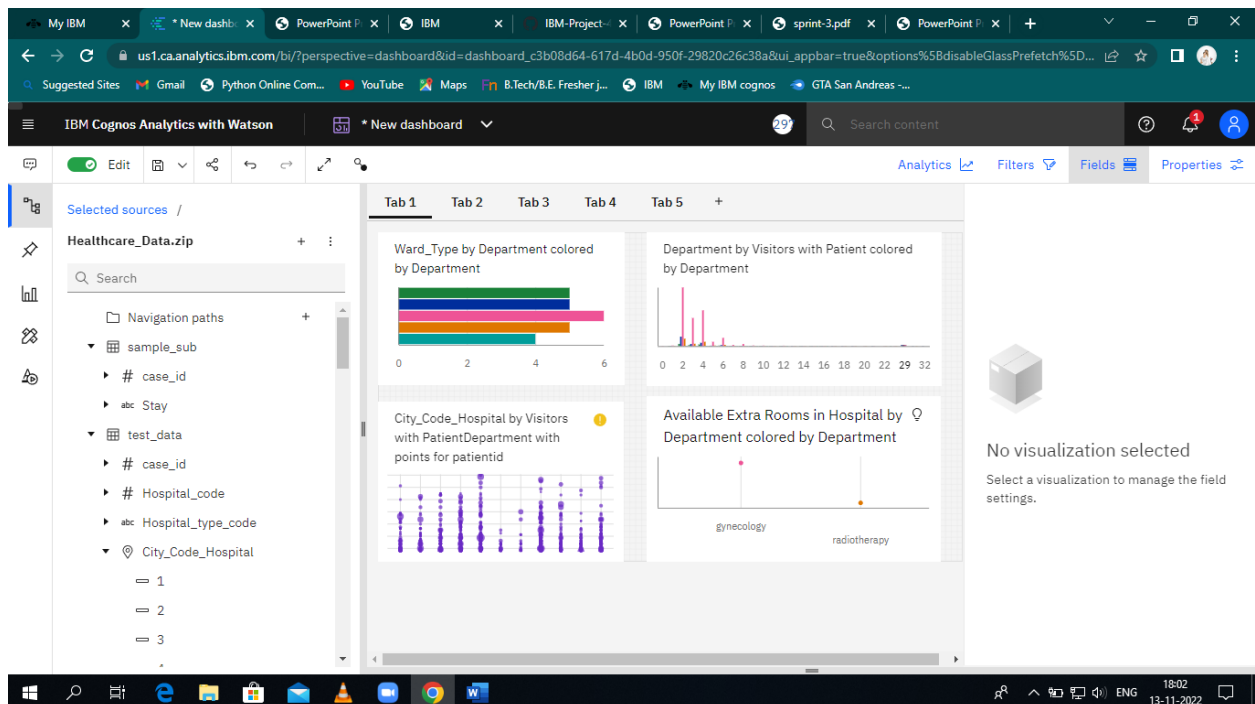 My IBM
* New dashbo
PowerPoint P
IBM
IBM-Project-4
PowerPoint P
sprint-3.pdf
PowerPoint P
us1.ca.analytics.ibm.com/bi/?perspective=dashboard&id=dashboard_c3b08d64-617d-4b0d-950f-29820c26c38a&ui_appbar=true&options%5BdisableGlassPrefetch%5D...
Suggested Sites
Gmail
Python Online Com...
YouTube
Maps
B.Tech/B.E. Fresher j...
IBM
My IBM cognos
GTA San Andreas -...
IBM Cognos Analytics with Watson
* New dashboard
297
Search content
1
Edit
Analytics
Filters
Fields
Properties
Selected sources /
Healthcare_Data.zip
Search
Navigation paths
sample_sub
# case_id
abc Stay
test_data
# case_id
# Hospital_code
abc Hospital_type_code
City_Code_Hospital
1
2
3
Tab 1 Tab 2 Tab 3 Tab 4 Tab 5 +
Ward_Type by Department colored
by Department
0 2 4 6
Department by Visitors with Patient colored
by Department
0 2 4 6 8 10 12 14 16 18 20 22 29 32
City_Code_Hospital by Visitors
with PatientDepartment with
points for patientid
Available Extra Rooms in Hospital by
Department colored by Department
gynecology
radiotherapy
No visualization selected
Select a visualization to manage the field
settings.
ENG
18:02
13-11-2022